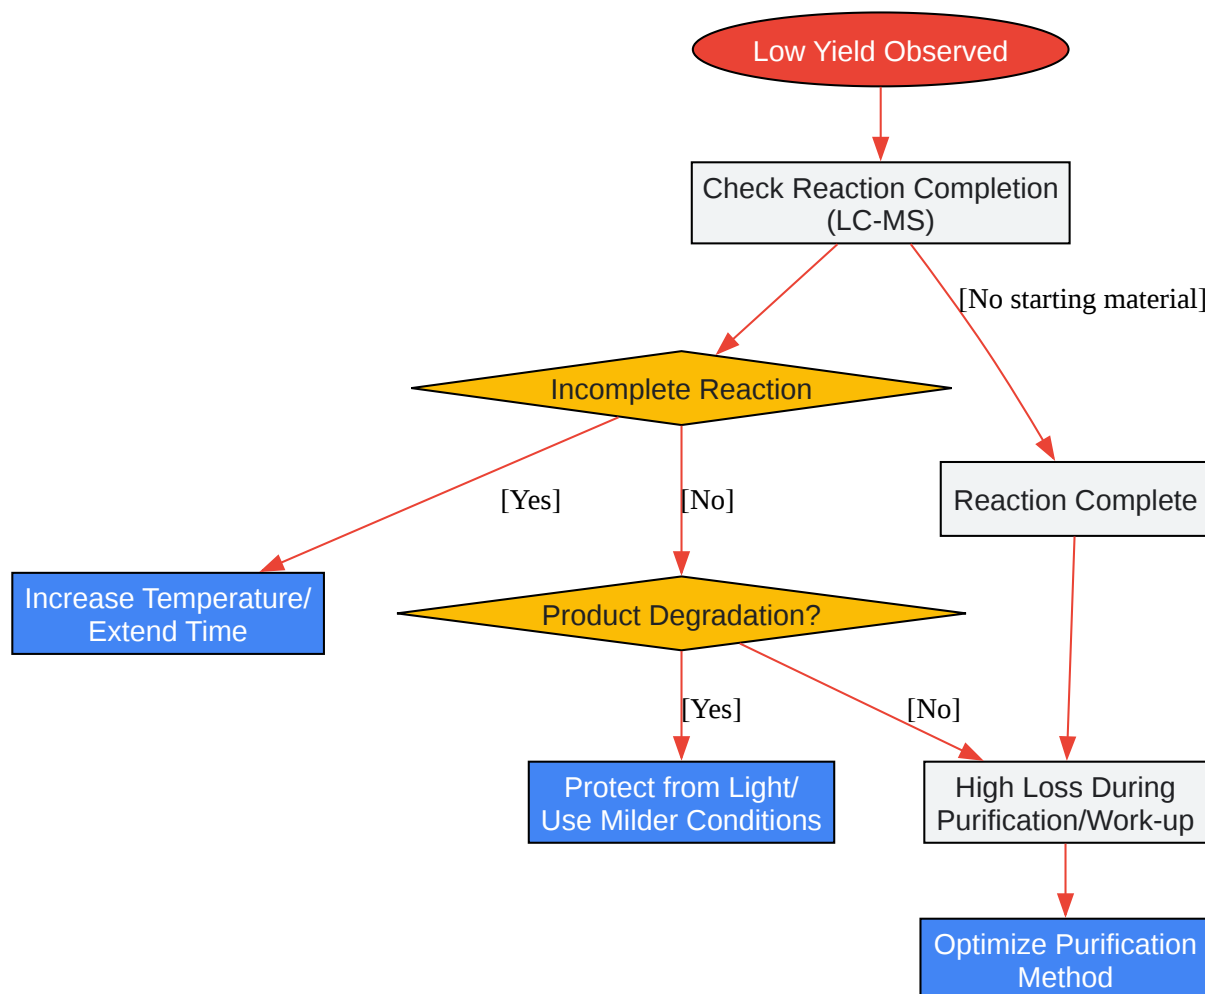 Low Yield Observed
Check Reaction Completion
(LC-MS)
[No starting material]
Incomplete Reaction
[Yes]
[No]
Reaction Complete
Increase Temperature/
Extend Time
Product Degradation?
[Yes]
[No]
Protect from Light/
Use Milder Conditions
High Loss During
Purification/Work-up
Optimize Purification
Method